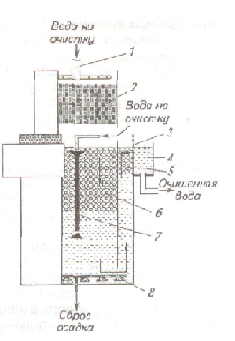 Вода на
очистку
1
2
Вода на
очистку
3
4
5
Очищенная
вода
6
7
8
Сброс
осадка